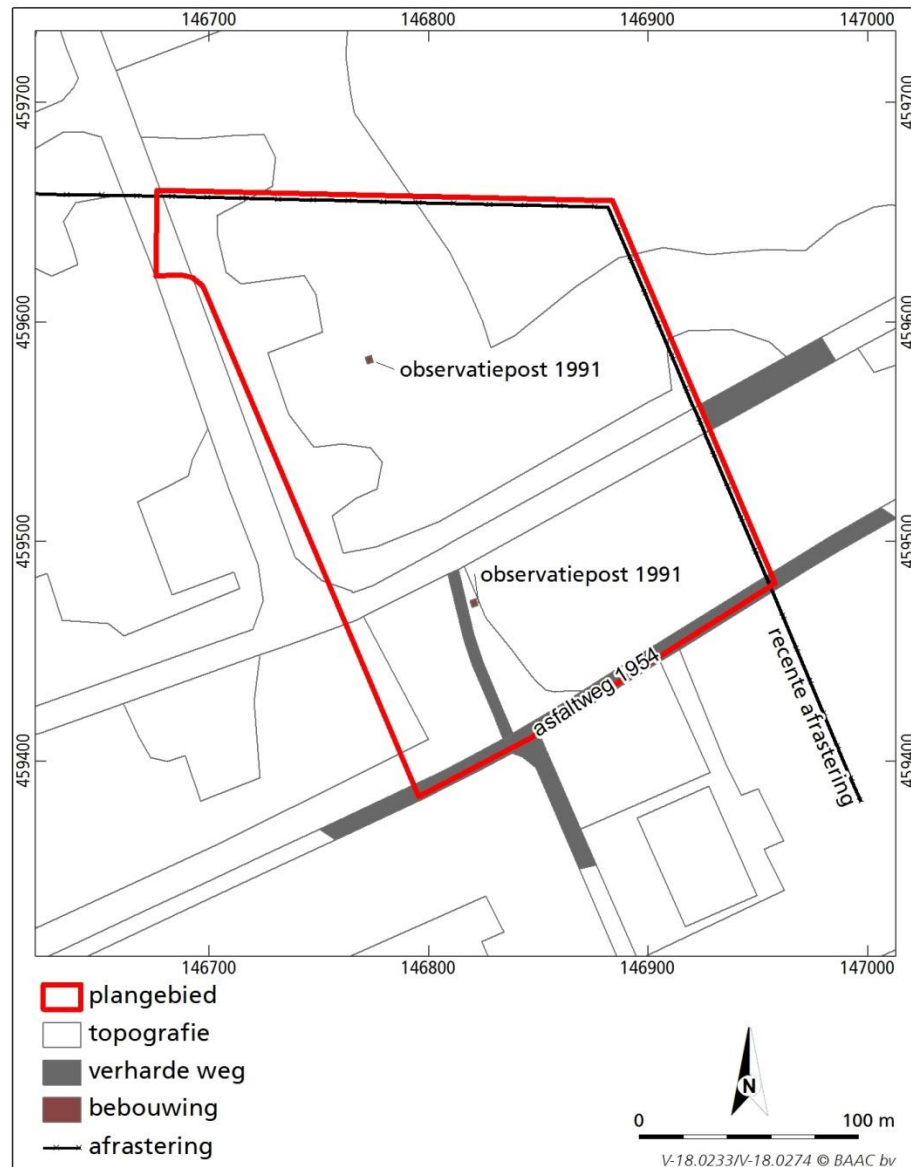 146700 146800 146900 147000
459700 459700
459600 459600
observatiepost 1991
459500 459500
observatiepost 1991
asfaltweg 1954
recente afrastering
459400 459400
146700 146800 146900 147000
plangebied
topografie
verharde weg
bebouwing
afrastering
N
0 100 m
V-18.0233/V-18.0274 © BAAC bv